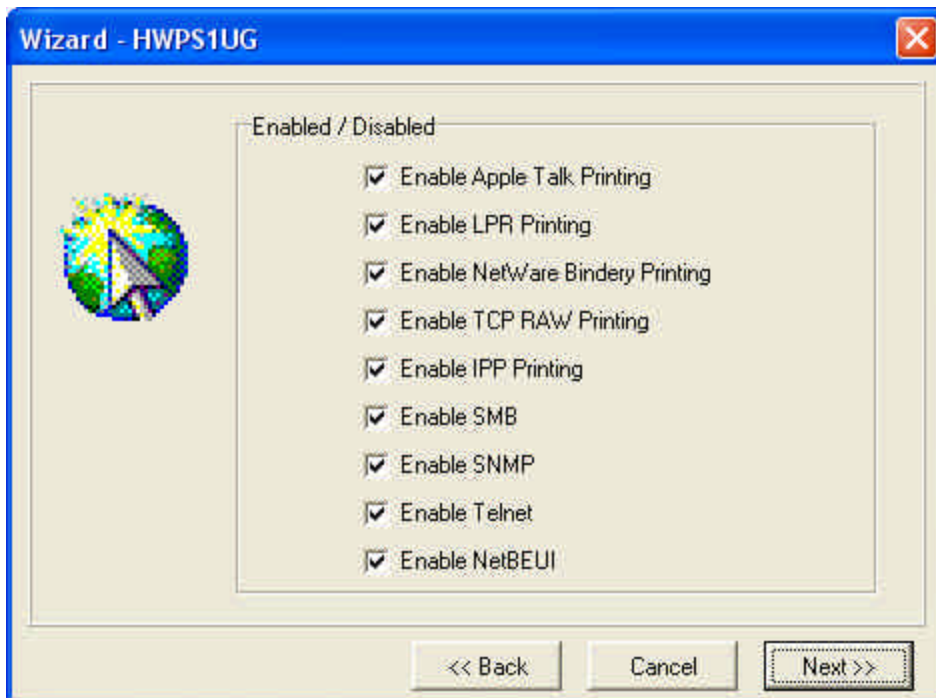 Wizard - HWPS1UG
Enabled / Disabled
Enable Apple Talk Printing
Enable LPR Printing
Enable NetWare Bindery Printing
Enable TCP RAW Printing
Enable IPP Printing
Enable SMB
Enable SNMP
Enable Telnet
Enable NetBEUI
<< Back Cancel Next >>